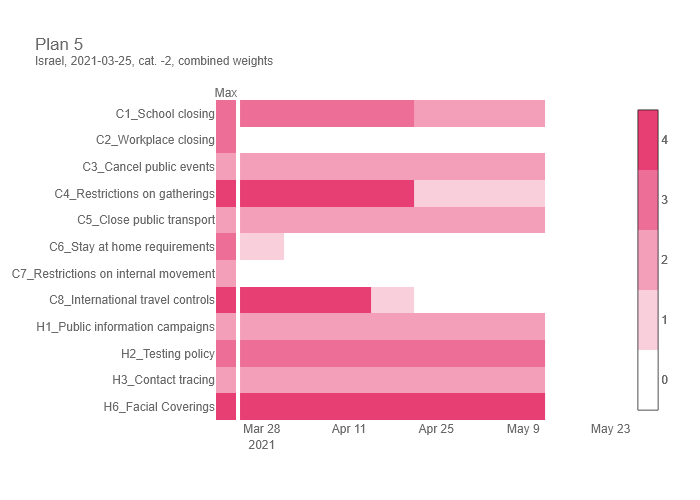 Plan 5
Israel, 2021-03-25, cat. -2, combined weights
Max
C1_School closing
C2_Workplace closing
C3_Cancel public events
C4_Restrictions on gatherings
C5_Close public transport
C6_Stay at home requirements
C7_Restrictions on internal movement
C8_International travel controls
H1_Public information campaigns
H2_Testing policy
H3_Contact tracing
H6_Facial Coverings
Mar 28 Apr 11 Apr 25 May 9 May 23
2021
4
3
2
1
0